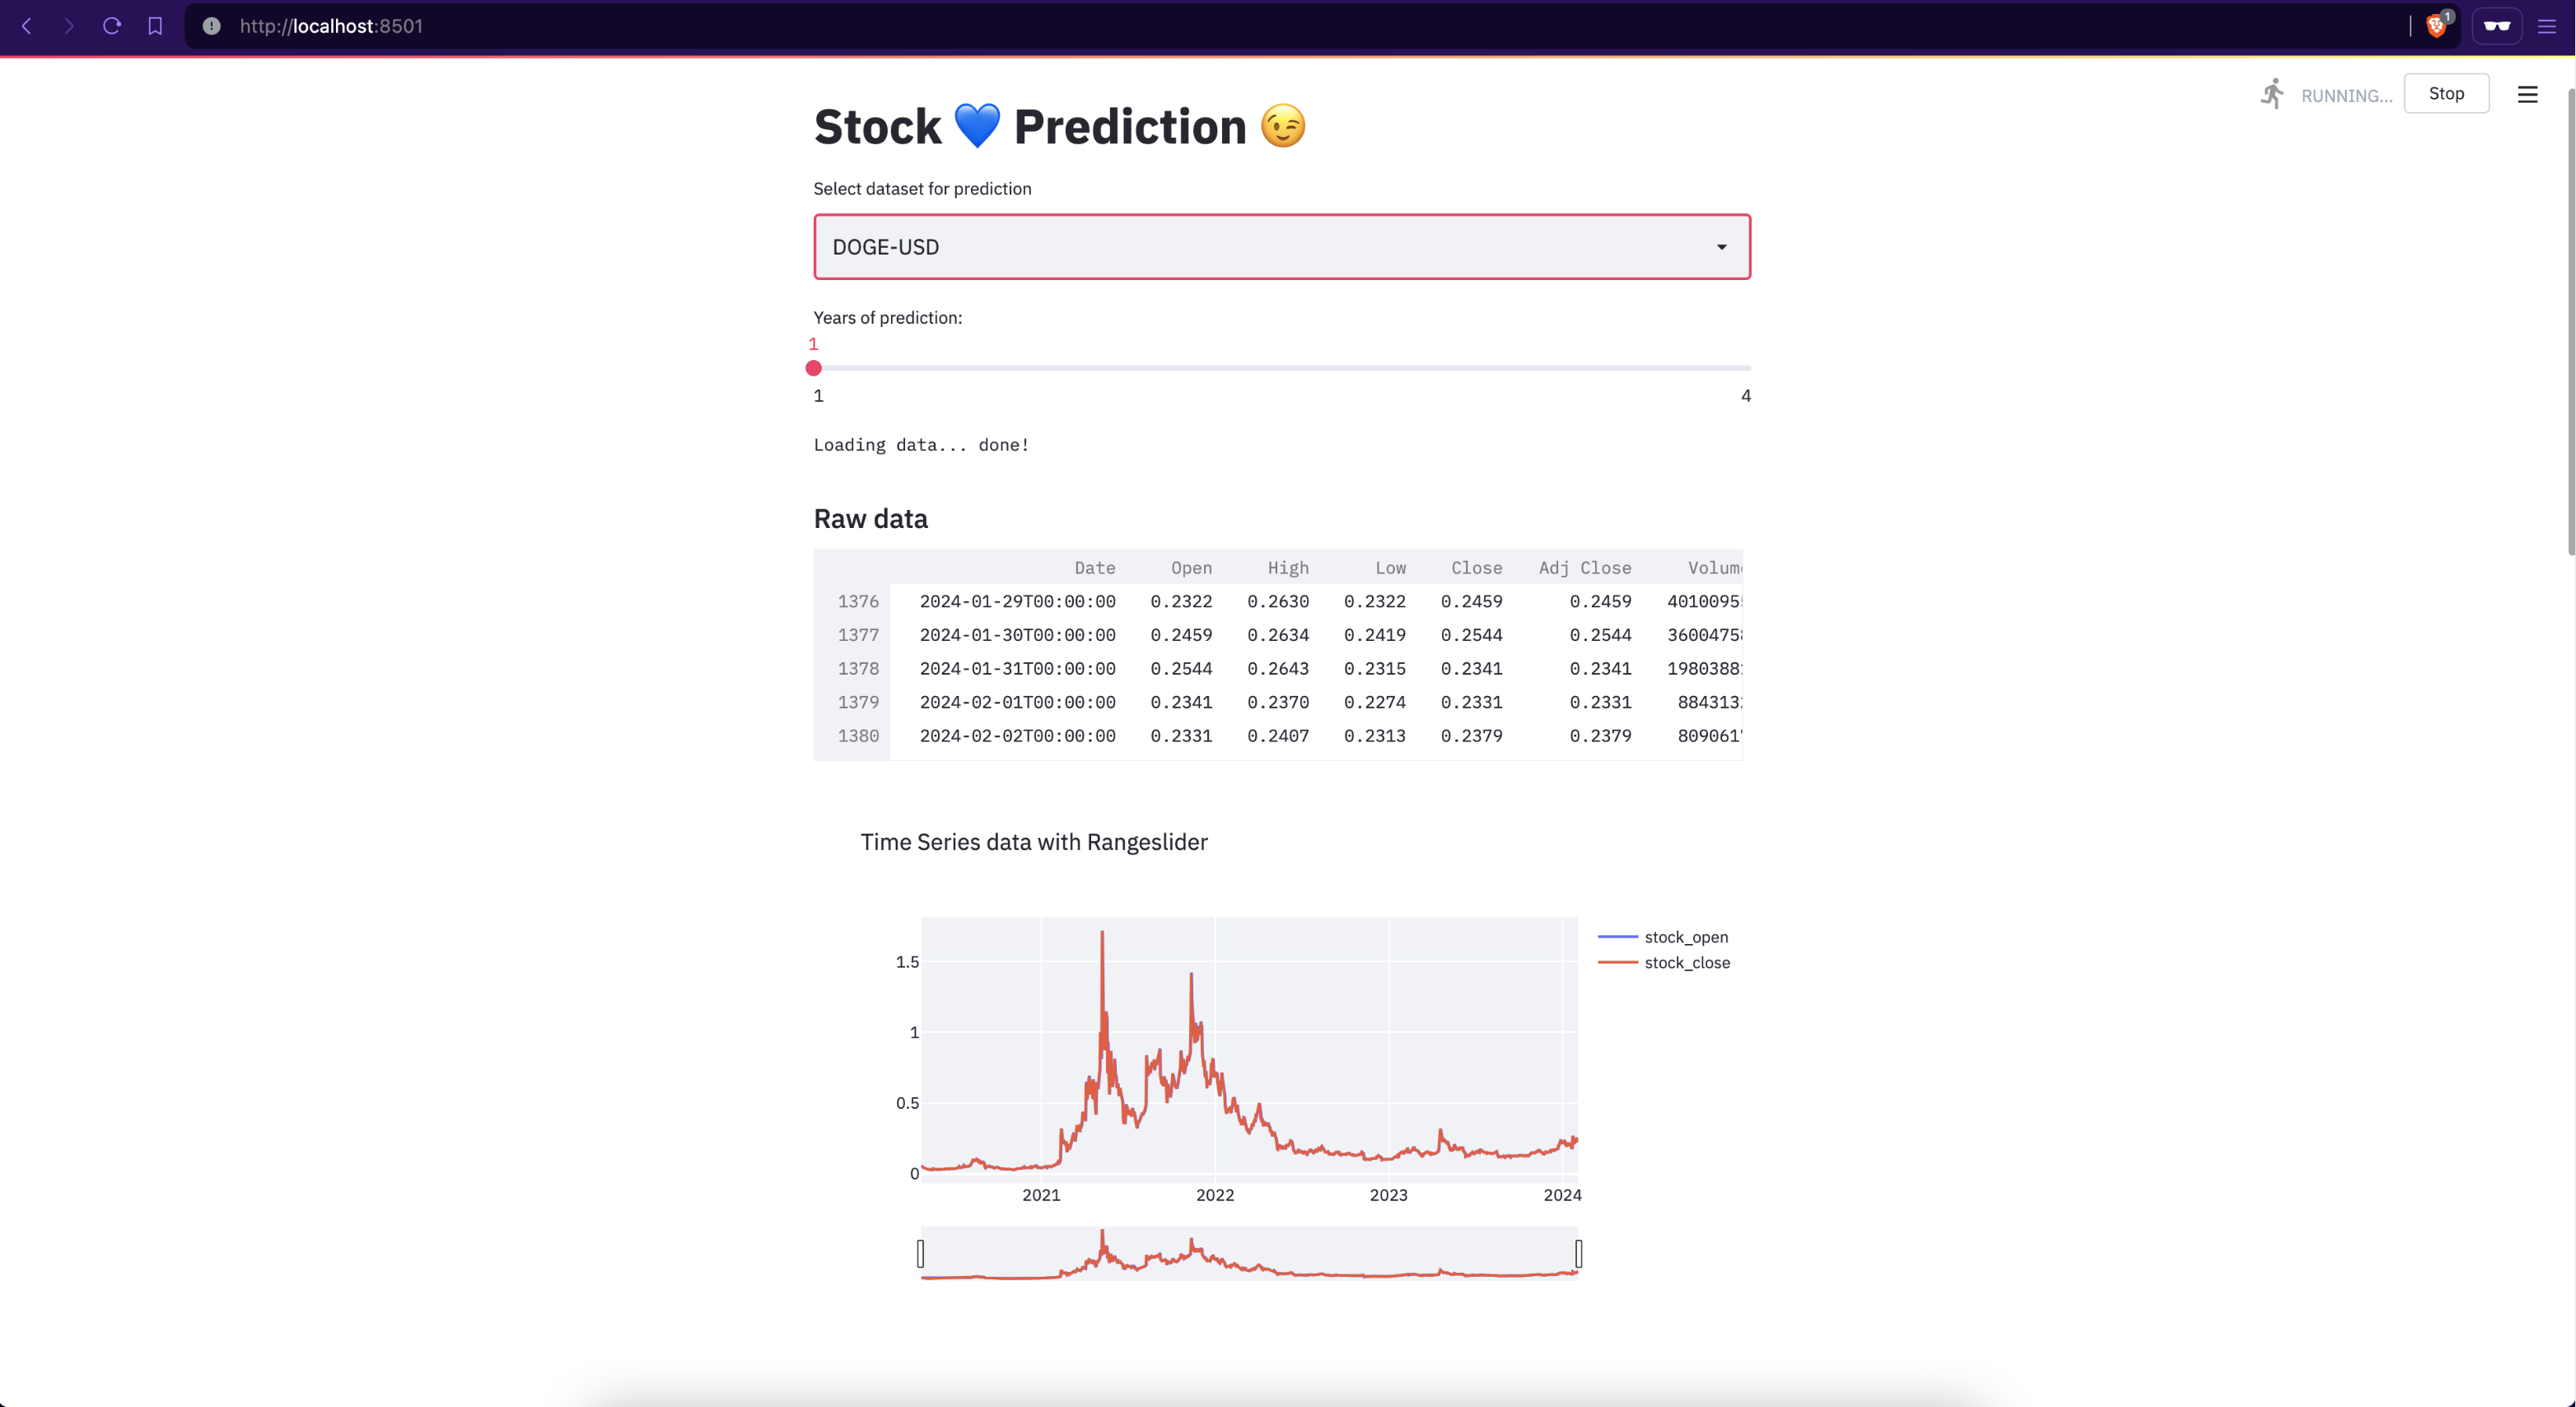 http://localhost:8501
1
RUNNING...
Stop
Stock 💙 Prediction 😉
Select dataset for prediction
DOGE-USD
Years of prediction:
1
1 4
Loading data... done!
Raw data
Date Open High Low Close Adj Close Volum
1376 2024-01-29T00:00:00 0.2322 0.2630 0.2322 0.2459 0.2459 4010095
1377 2024-01-30T00:00:00 0.2459 0.2634 0.2419 0.2544 0.2544 3600475
1378 2024-01-31T00:00:00 0.2544 0.2643 0.2315 0.2341 0.2341 1980388
1379 2024-02-01T00:00:00 0.2341 0.2370 0.2274 0.2331 0.2331 884313
1380 2024-02-02T00:00:00 0.2331 0.2407 0.2313 0.2379 0.2379 809061
Time Series data with Rangeslider
stock_open
stock_close
1.5
1
0.5
0
2021 2022 2023 2024